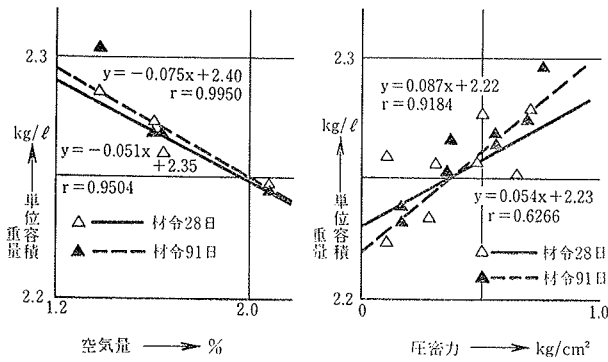 2.3
y=-0.075x+2.40
r=0.9950
kg/ℓ
単位容積重量
y=-0.051x
+2.35
r=0.9504
材令28日
材令91日
2.2
1.2
2.0
空気量 → %
2.3
y=0.087x+2.22
r=0.9184
kg/ℓ
単位容積重量
y=0.054x+2.23
r=0.6266
材令28日
材令91日
2.2
0
0.5
1.0
圧密力 → kg/cm²